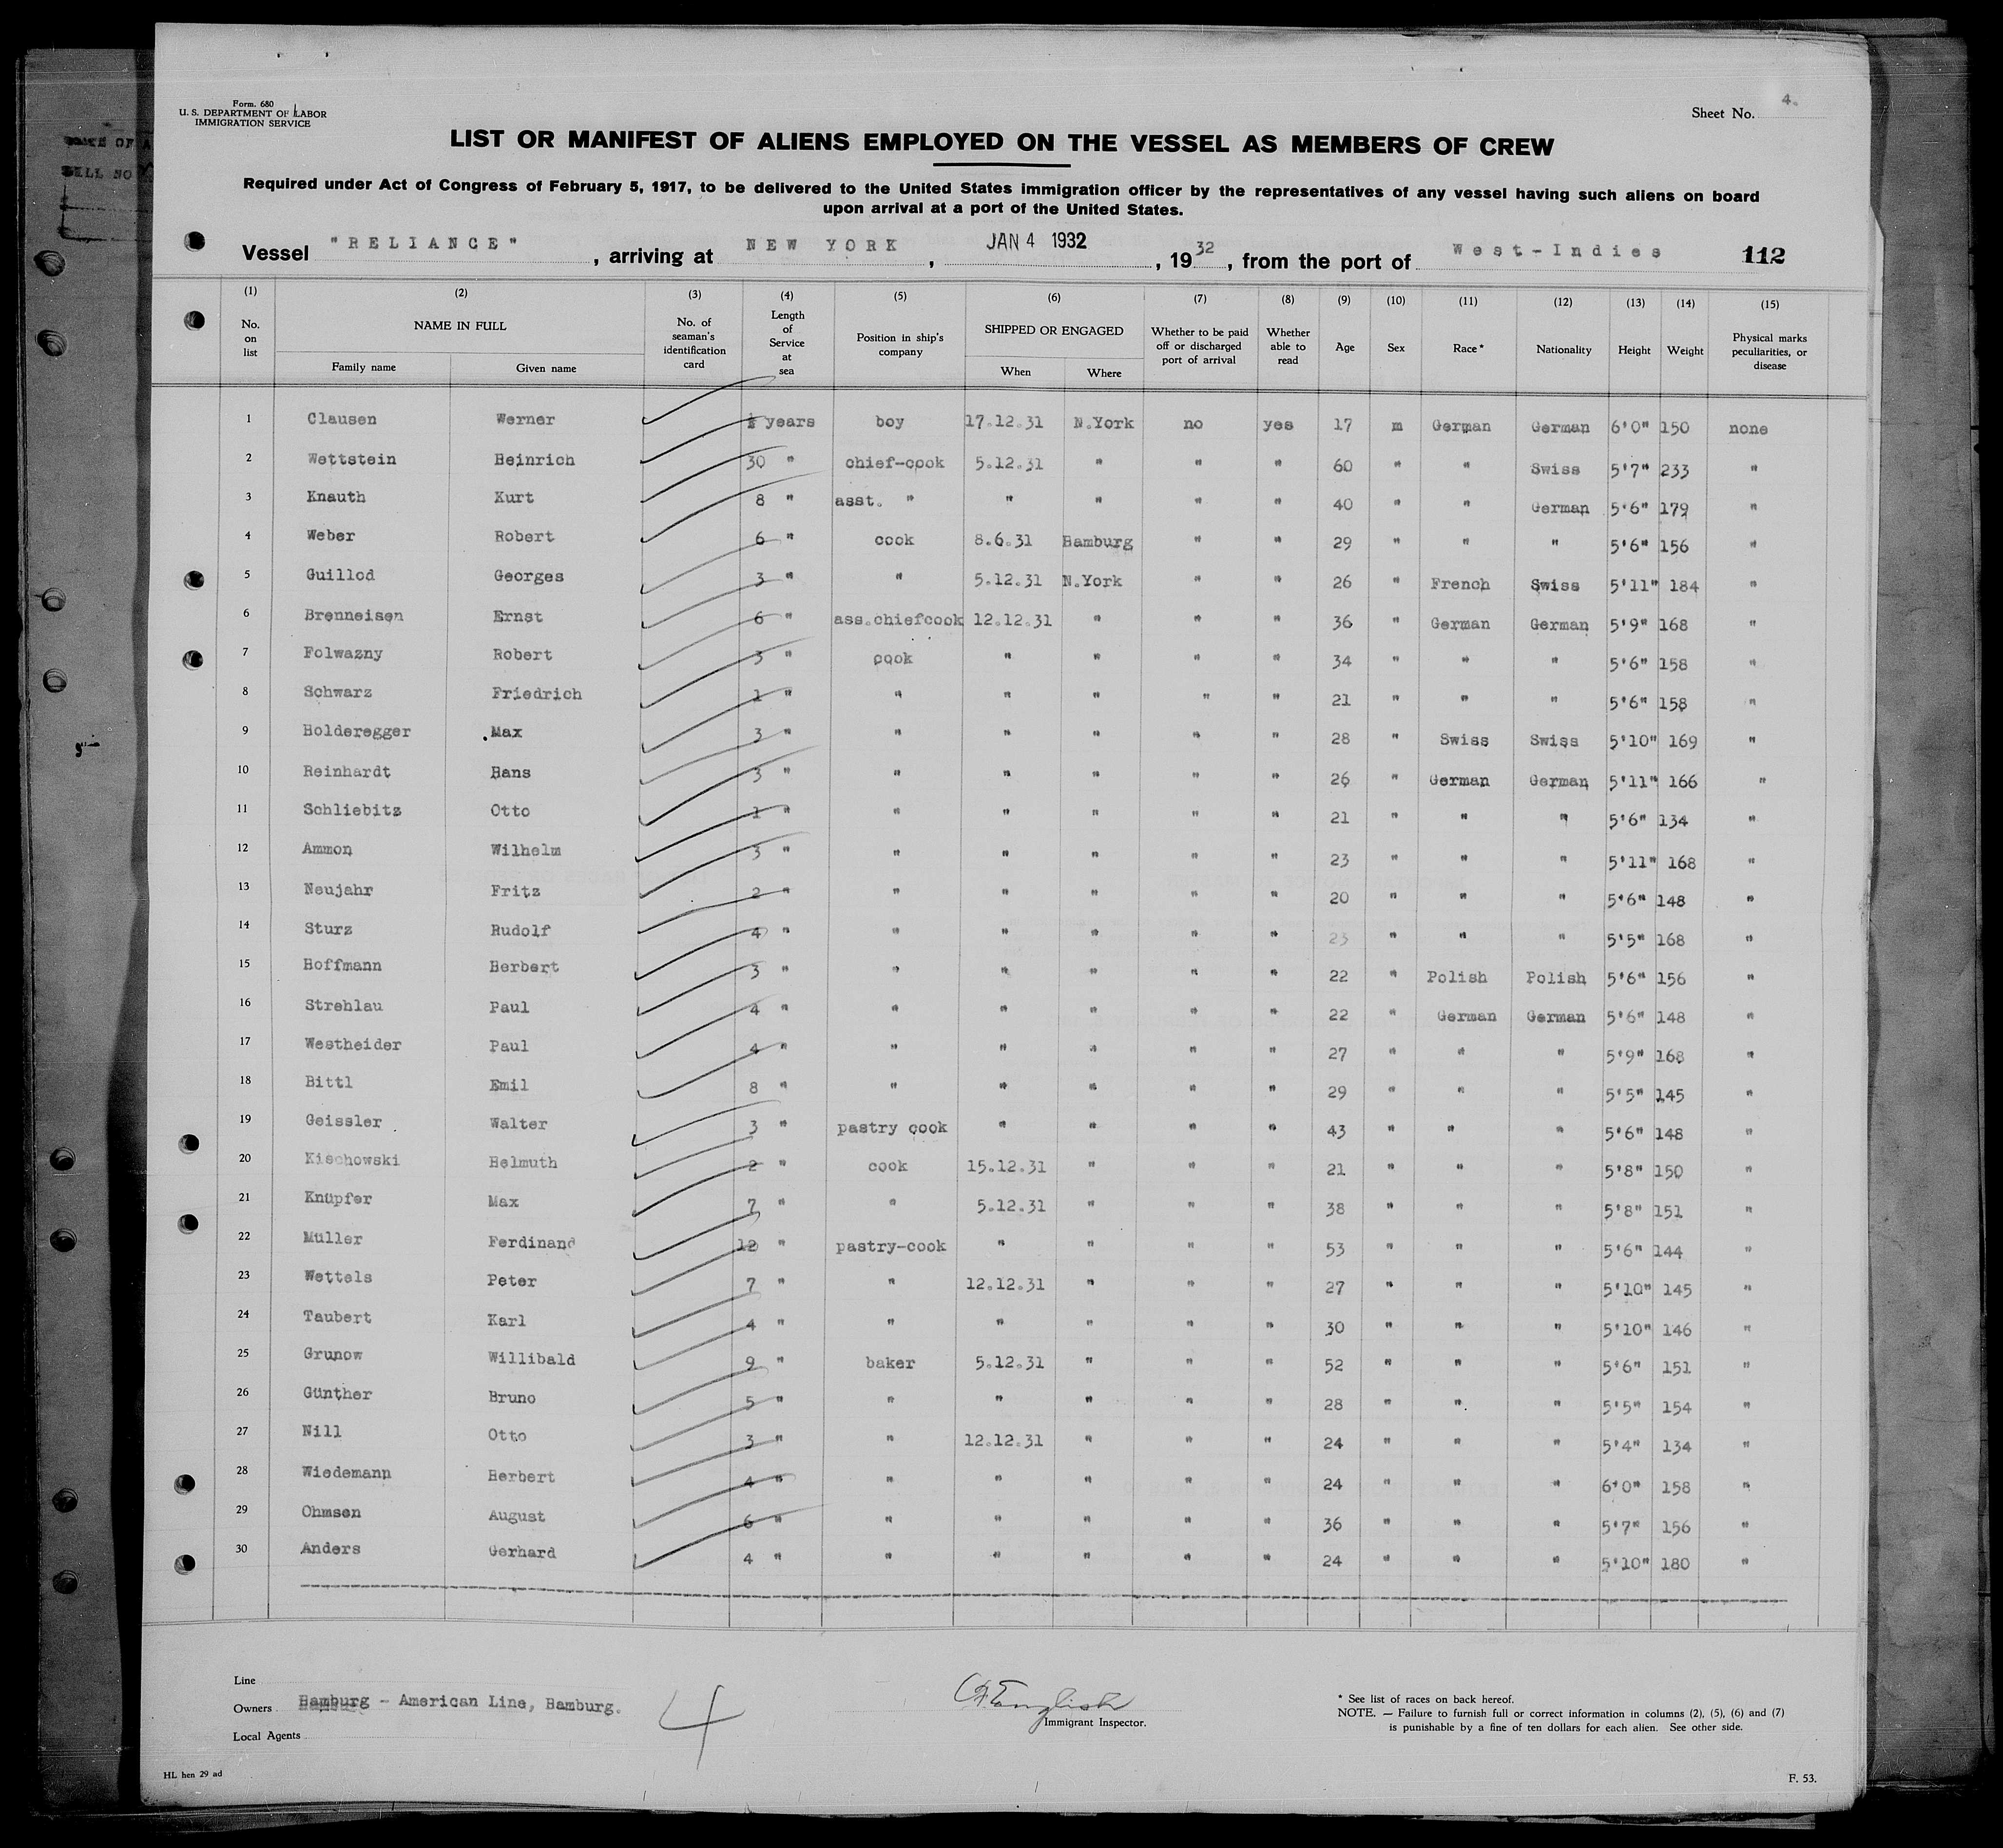 Form. 680
U. S. DEPARTMENT OF LABOR
IMMIGRATION SERVICE
Sheet No. 4.
LIST OR MANIFEST OF ALIENS EMPLOYED ON THE VESSEL AS MEMBERS OF CREW
Required under Act of Congress of February 5, 1917, to be delivered to the United States immigration officer by the representatives of any vessel having such aliens on board
upon arrival at a port of the United States.
Vessel "RELIANCE", arriving at NEW YORK, JAN 4 1932, 1932, from the port of West-Indies 112
(1) (2) (3) (4) (5) (6) (7) (8) (9) (10) (11) (12) (13) (14) (15)
No. on list NAME IN FULL Family name Given name No. of seaman's identification card Length of Service at sea Position in ship's company SHIPPED OR ENGAGED When Where Whether to be paid off or discharged port of arrival Whether able to read Age Sex Race* Nationality Height Weight Physical marks peculiarities, or disease
1 Clausen Werner ½ years boy 17.12.31 N.York no yes 17 m German German 6'0" 150 none
2 Wettstein Heinrich 30 " chief-cook 5.12.31 " " " 60 " " Swiss 5'7" 233 "
3 Knauth Kurt 8 " asst. " " " " " 40 " " German 5'6" 179 "
4 Weber Robert 6 " cook 8.6.31 Hamburg " " 29 " " " 5'6" 156 "
5 Guillod Georges 3 " " 5.12.31 N.York " " 26 " French Swiss 5'11" 184 "
6 Brenneisen Ernst 6 " ass.chiefcook 12.12.31 " " " 36 " German German 5'9" 168 "
7 Folwazny Robert 3 " cook " " " " 34 " " " 5'6" 158 "
8 Schwarz Friedrich 1 " " " " " " 21 " " " 5'6" 158 "
9 Holderegger Max 3 " " " " " " 28 " Swiss Swiss 5'10" 169 "
10 Reinhardt Hans 3 " " " " " " 26 " German German 5'11" 166 "
11 Schliebitz Otto 1 " " " " " " 21 " " " 5'6" 134 "
12 Ammon Wilhelm 3 " " " " " " 23 " " " 5'11" 168 "
13 Neujahr Fritz 2 " " " " " " 20 " " " 5'6" 148 "
14 Sturz Rudolf 4 " " " " " " 23 " " " 5'5" 168 "
15 Hoffmann Herbert 3 " " " " " " 22 " Polish Polish 5'6" 156 "
16 Strehlau Paul 4 " " " " " " 22 " German German 5'6" 148 "
17 Westheider Paul 4 " " " " " " 27 " " " 5'9" 168 "
18 Bittl Emil 8 " " " " " " 29 " " " 5'5" 145 "
19 Geissler Walter 3 " pastry cook " " " " 43 " " " 5'6" 148 "
20 Kischowski Helmuth 2 " cook 15.12.31 " " " 21 " " " 5'8" 150 "
21 Knüpfer Max 7 " " 5.12.31 " " " 38 " " " 5'8" 151 "
22 Müller Ferdinand 12 " pastry-cook " " " " 53 " " " 5'6" 144 "
23 Wettels Peter 7 " " 12.12.31 " " " 27 " " " 5'10" 145 "
24 Taubert Karl 4 " " " " " " 30 " " " 5'10" 146 "
25 Grunow Willibald 9 " baker 5.12.31 " " " 52 " " " 5'6" 151 "
26 Günther Bruno 5 " " " " " " 28 " " " 5'5" 154 "
27 Nill Otto 3 " " 12.12.31 " " " 24 " " " 5'4" 134 "
28 Wiedemann Herbert 4 " " " " " " 24 " " " 6'0" 158 "
29 Ohmsen August 6 " " " " " " 36 " " " 5'7" 156 "
30 Anders Gerhard 4 " " " " " " 24 " " " 5'10" 180 "
Line
Owners Hamburg - American Line, Hamburg.
Local Agents
4
English
Immigrant Inspector.
* See list of races on back hereof.
NOTE. — Failure to furnish full or correct information in columns (2), (5), (6) and (7)
is punishable by a fine of ten dollars for each alien. See other side.
HL hen 29 ad
F. 53.